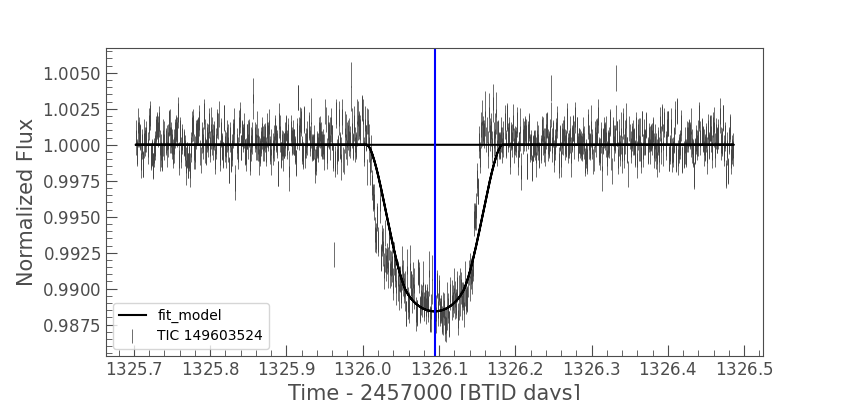 1.0050
1.0025
1.0000
0.9975
0.9950
0.9925
0.9900
0.9875
Normalized Flux
fit_model
TIC 149603524
1325.7 1325.8 1325.9 1326.0 1326.1 1326.2 1326.3 1326.4 1326.5
Time - 2457000 [BTJD days]